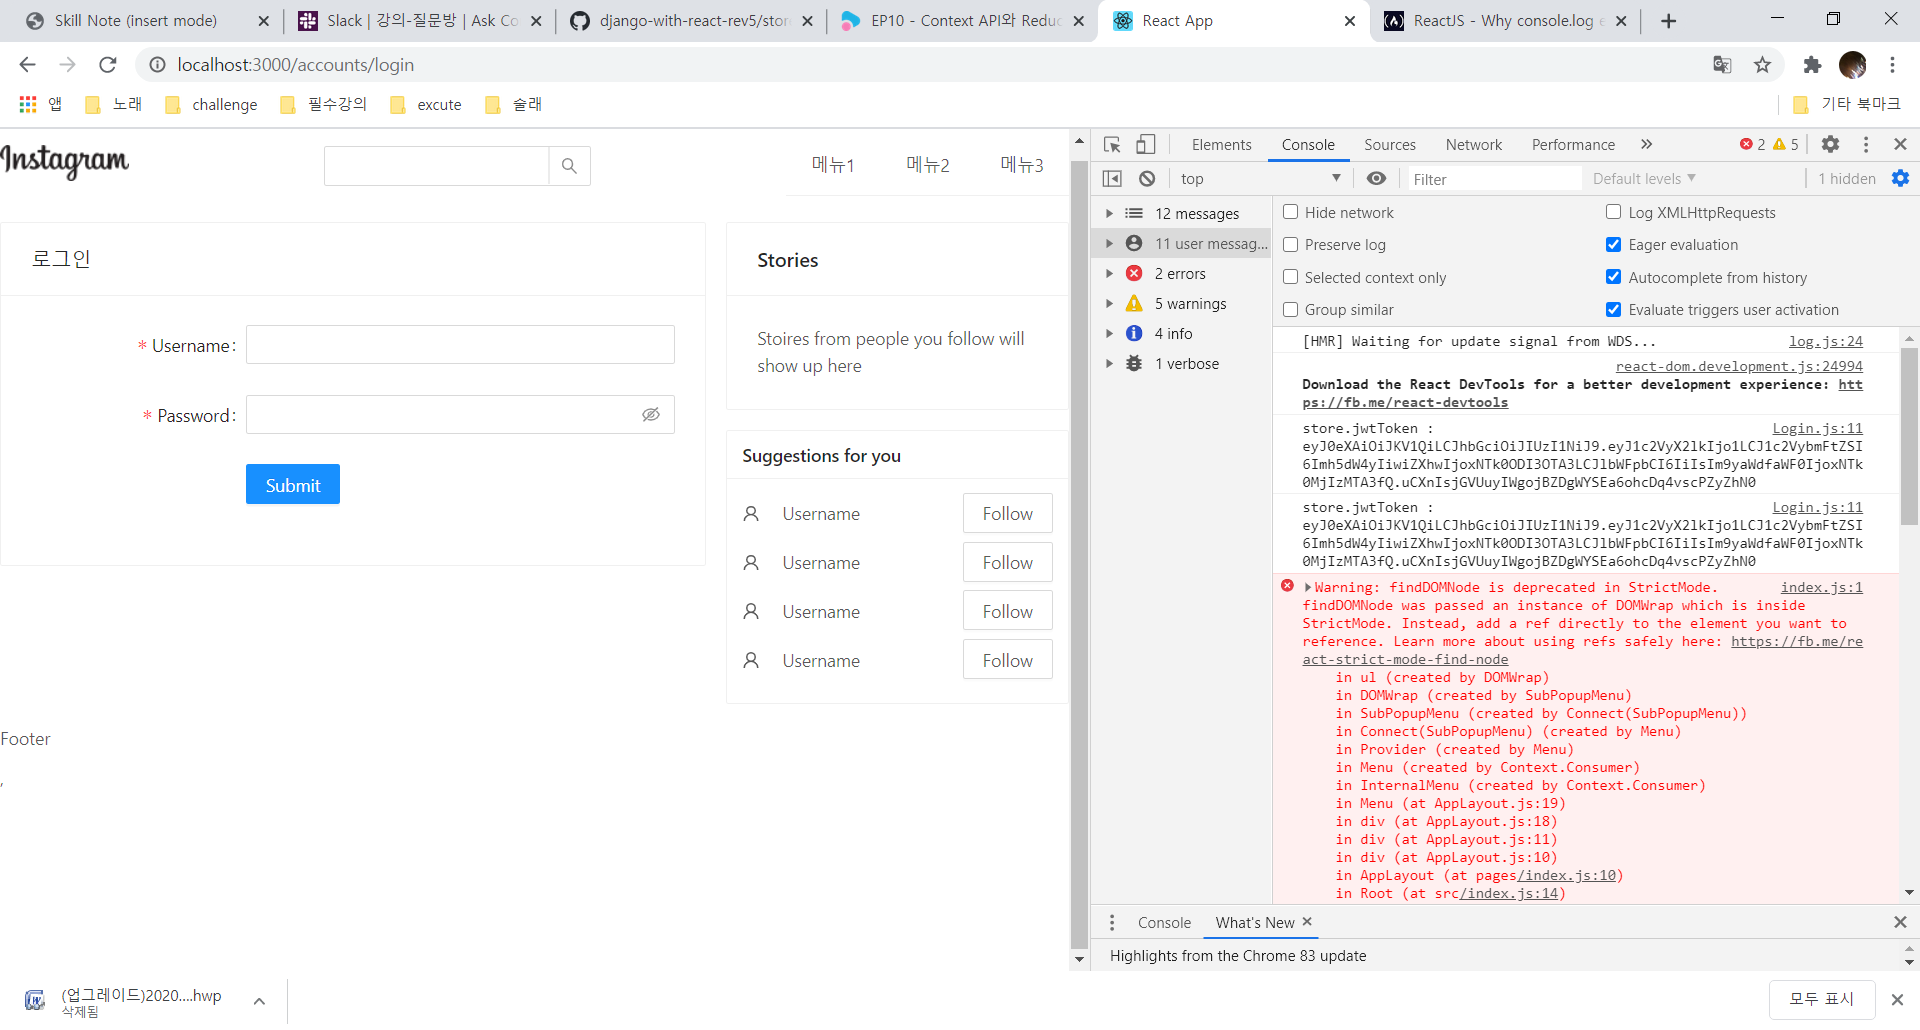 Skill Note (insert mode)
Slack | 강의-질문방 | Ask Co
django-with-react-rev5/stor
EP10 - Context API와 Redu
React App
ReactJS - Why console.log e
localhost:3000/accounts/login
앱
노래
challenge
필수강의
excute
술래
기타 북마크
Instagram
메뉴1
메뉴2
메뉴3
로그인
* Username:
* Password:
Submit
Stories
Stoires from people you follow will
show up here
Suggestions for you
Username Follow
Username Follow
Username Follow
Username Follow
Footer
,
Elements
Console
Sources
Network
Performance
2
5
top
Filter
Default levels
1 hidden
12 messages
11 user messag...
2 errors
5 warnings
4 info
1 verbose
Hide network
Log XMLHttpRequests
Preserve log
Eager evaluation
Selected context only
Autocomplete from history
Group similar
Evaluate triggers user activation
[HMR] Waiting for update signal from WDS... log.js:24
react-dom.development.js:24994
Download the React DevTools for a better development experience: htt
ps://fb.me/react-devtools
store.jwtToken : Login.js:11
eyJ0eXAiOiJKV1QiLCJhbGciOiJIUzI1NiJ9.eyJ1c2VyX2lkIjo1LCJ1c2VybmFtZSI
6Imh5dW4yIiwiZXhwIjoxNTk0ODI3OTA3LCJlbWFpbCI6IiIsIm9yaWdfaWF0IjoxNTk
0MjIzMTA3fQ.uCXnIsjGVUuyIWgojBZDgWYSEa6ohcDq4vscPZyZhN0
store.jwtToken : Login.js:11
eyJ0eXAiOiJKV1QiLCJhbGciOiJIUzI1NiJ9.eyJ1c2VyX2lkIjo1LCJ1c2VybmFtZSI
6Imh5dW4yIiwiZXhwIjoxNTk0ODI3OTA3LCJlbWFpbCI6IiIsIm9yaWdfaWF0IjoxNTk
0MjIzMTA3fQ.uCXnIsjGVUuyIWgojBZDgWYSEa6ohcDq4vscPZyZhN0
Warning: findDOMNode is deprecated in StrictMode. index.js:1
findDOMNode was passed an instance of DOMWrap which is inside
StrictMode. Instead, add a ref directly to the element you want to
reference. Learn more about using refs safely here: https://fb.me/re
act-strict-mode-find-node
in ul (created by DOMWrap)
in DOMWrap (created by SubPopupMenu)
in SubPopupMenu (created by Connect(SubPopupMenu))
in Connect(SubPopupMenu) (created by Menu)
in Provider (created by Menu)
in Menu (created by Context.Consumer)
in InternalMenu (created by Context.Consumer)
in Menu (at AppLayout.js:19)
in div (at AppLayout.js:18)
in div (at AppLayout.js:11)
in div (at AppLayout.js:10)
in AppLayout (at pages/index.js:10)
in Root (at src/index.js:14)
Console
What's New
Highlights from the Chrome 83 update
(업그레이드)2020....hwp
삭제됨
모두 표시